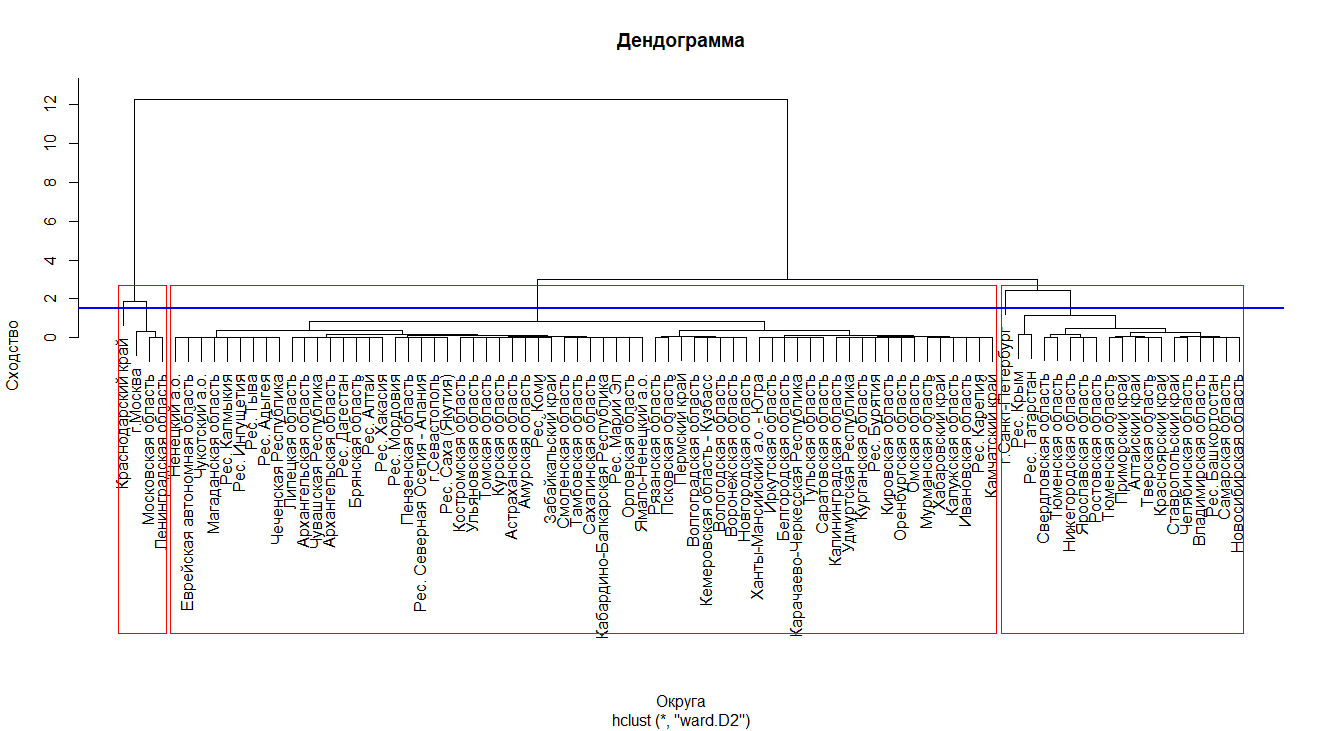 Дендограмма
Сходство
0
2
4
6
8
10
12
Краснодарский край
г.Москва
Московская область
Ленинградская область
Ненецкий а.о.
Еврейская автономная область
Чукотский а.о.
Магаданская область
Рес. Калмыкия
Рес. Ингушетия
Рес. Тыва
Рес. Адыгея
Чеченская Республика
Липецкая область
Архангельская область
Чувашская Республика
Архангельская область
Рес. Дагестан
Брянская область
Рес. Алтай
Рес. Хакасия
Рес. Мордовия
Пензенская область
Рес. Северная Осетия - Алания
г.Севастополь
Рес. Саха (Якутия)
Костромская область
Ульяновская область
Томская область
Курская область
Астраханская область
Амурская область
Рес. Коми
Забайкальский край
Смоленская область
Тамбовская область
Сахалинская область
Кабардино-Балкарская Республика
Рес. Марий Эл
Орловская область
Ямало-Ненецкий а.о.
Рязанская область
Псковская область
Пермский край
Волгоградская область
Кемеровская область - Кузбасс
Вологодская область
Воронежская область
Новгородская область
Ханты-Мансийский а.о. - Югра
Иркутская область
Белгородская область
Карачаево-Черкесская Республика
Тульская область
Саратовская область
Калининградская область
Удмуртская Республика
Курганская область
Рес. Бурятия
Кировская область
Оренбургская область
Омская область
Мурманская область
Хабаровский край
Калужская область
Ивановская область
Рес. Карелия
Камчатский край
г.Санкт-Петербург
Рес. Крым
Рес. Татарстан
Свердловская область
Тюменская область
Нижегородская область
Ярославская область
Ростовская область
Тюменская область
Приморский край
Алтайский край
Тверская область
Красноярский край
Ставропольский край
Челябинская область
Владимирская область
Рес. Башкортостан
Самарская область
Новосибирская область
Округа
hclust (*, "ward.D2")